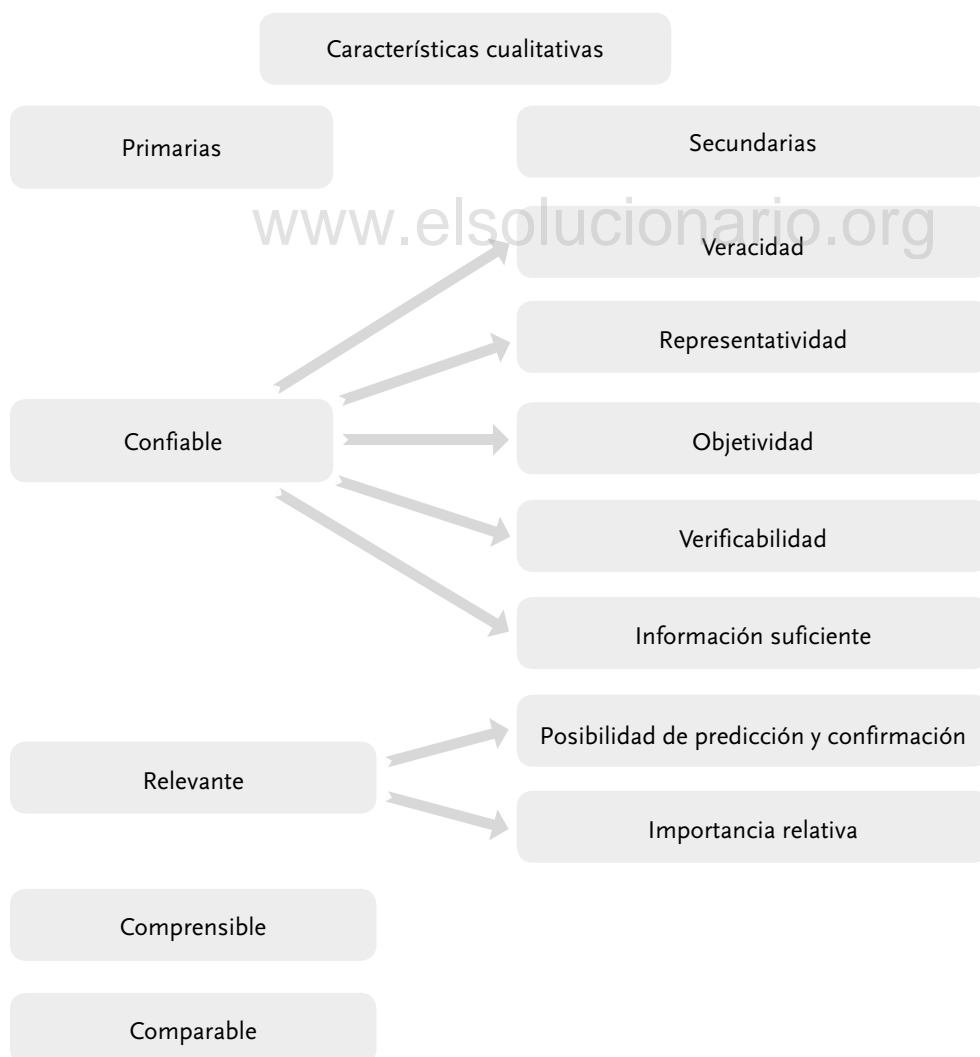 Características cualitativas
Primarias
Secundarias
www.elsolucionario.org
Veracidad
Representatividad
Confiable
Objetividad
Verificabilidad
Información suficiente
Relevante
Posibilidad de predicción y confirmación
Importancia relativa
Comprensible
Comparable